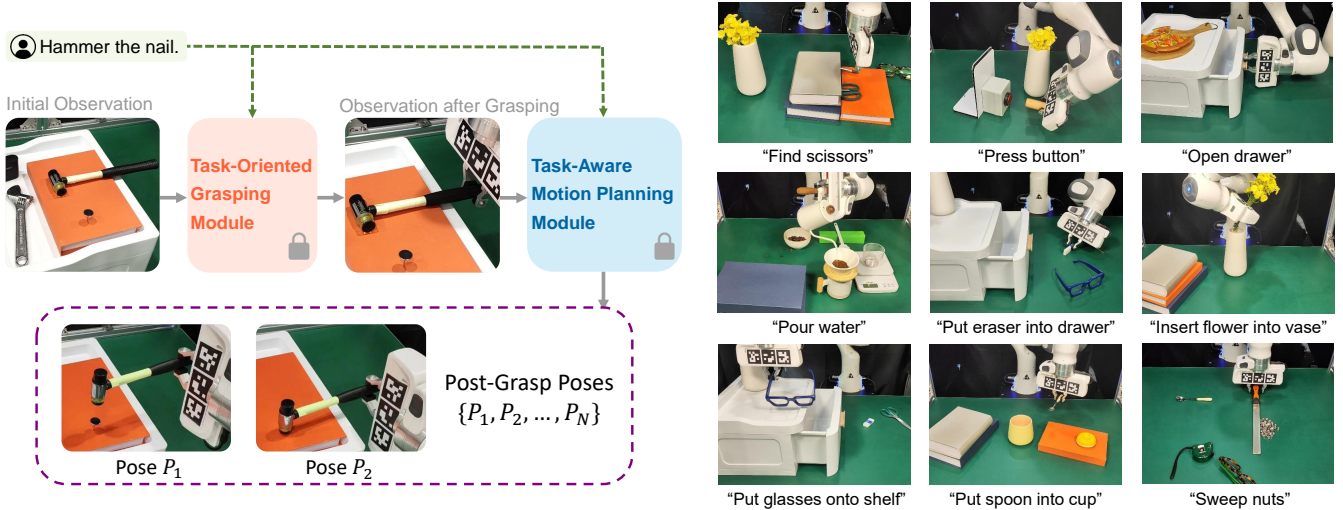 Hammer the nail.
Initial Observation
Observation after Grasping
Task-Oriented
Grasping
Module
Task-Aware
Motion Planning
Module
Post-Grasp Poses
{P₁, P₂, … , P_N}
Pose P₁
Pose P₂
“Find scissors”
“Press button”
“Open drawer”
“Pour water”
“Put eraser into drawer”
“Insert flower into vase”
“Put glasses onto shelf”
“Put spoon into cup”
“Sweep nuts”